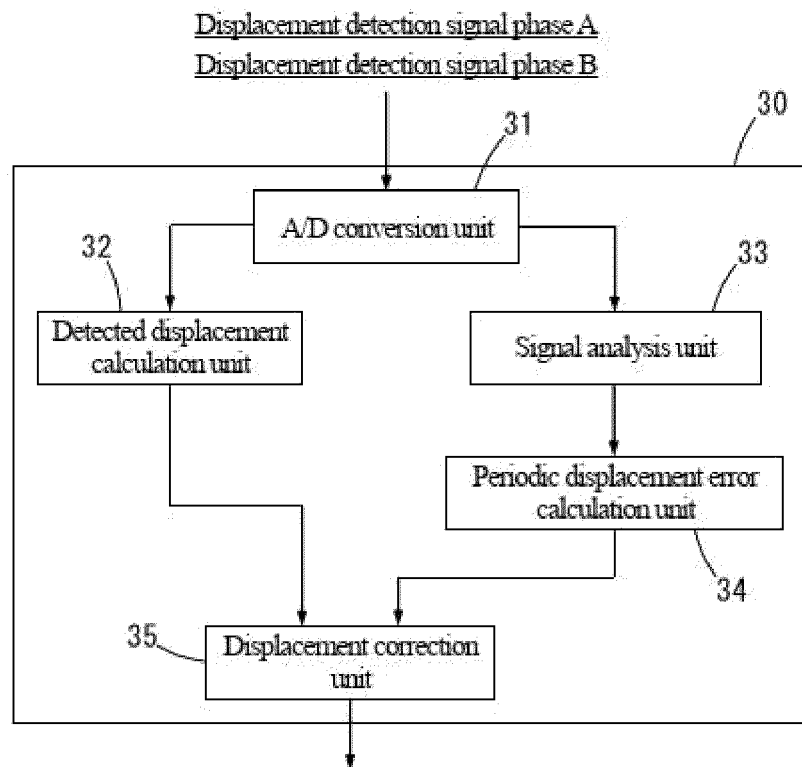 Displacement detection signal phase A
Displacement detection signal phase B
31
30
A/D conversion unit
32
33
Detected displacement
calculation unit
Signal analysis unit
Periodic displacement error
calculation unit
34
35
Displacement correction
unit